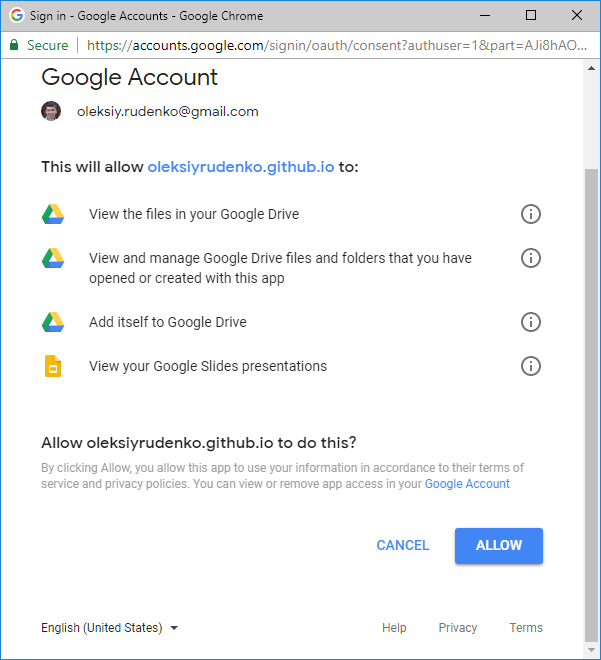 Sign in - Google Accounts - Google Chrome
Secure https://accounts.google.com/signin/oauth/consent?authuser=1&part=AJi8hAO...
Google Account
oleksiy.rudenko@gmail.com
This will allow oleksiyrudenko.github.io to:
View the files in your Google Drive
View and manage Google Drive files and folders that you have
opened or created with this app
Add itself to Google Drive
View your Google Slides presentations
Allow oleksiyrudenko.github.io to do this?
By clicking Allow, you allow this app to use your information in accordance to their terms of
service and privacy policies. You can view or remove app access in your Google Account
CANCEL ALLOW
English (United States) Help Privacy Terms